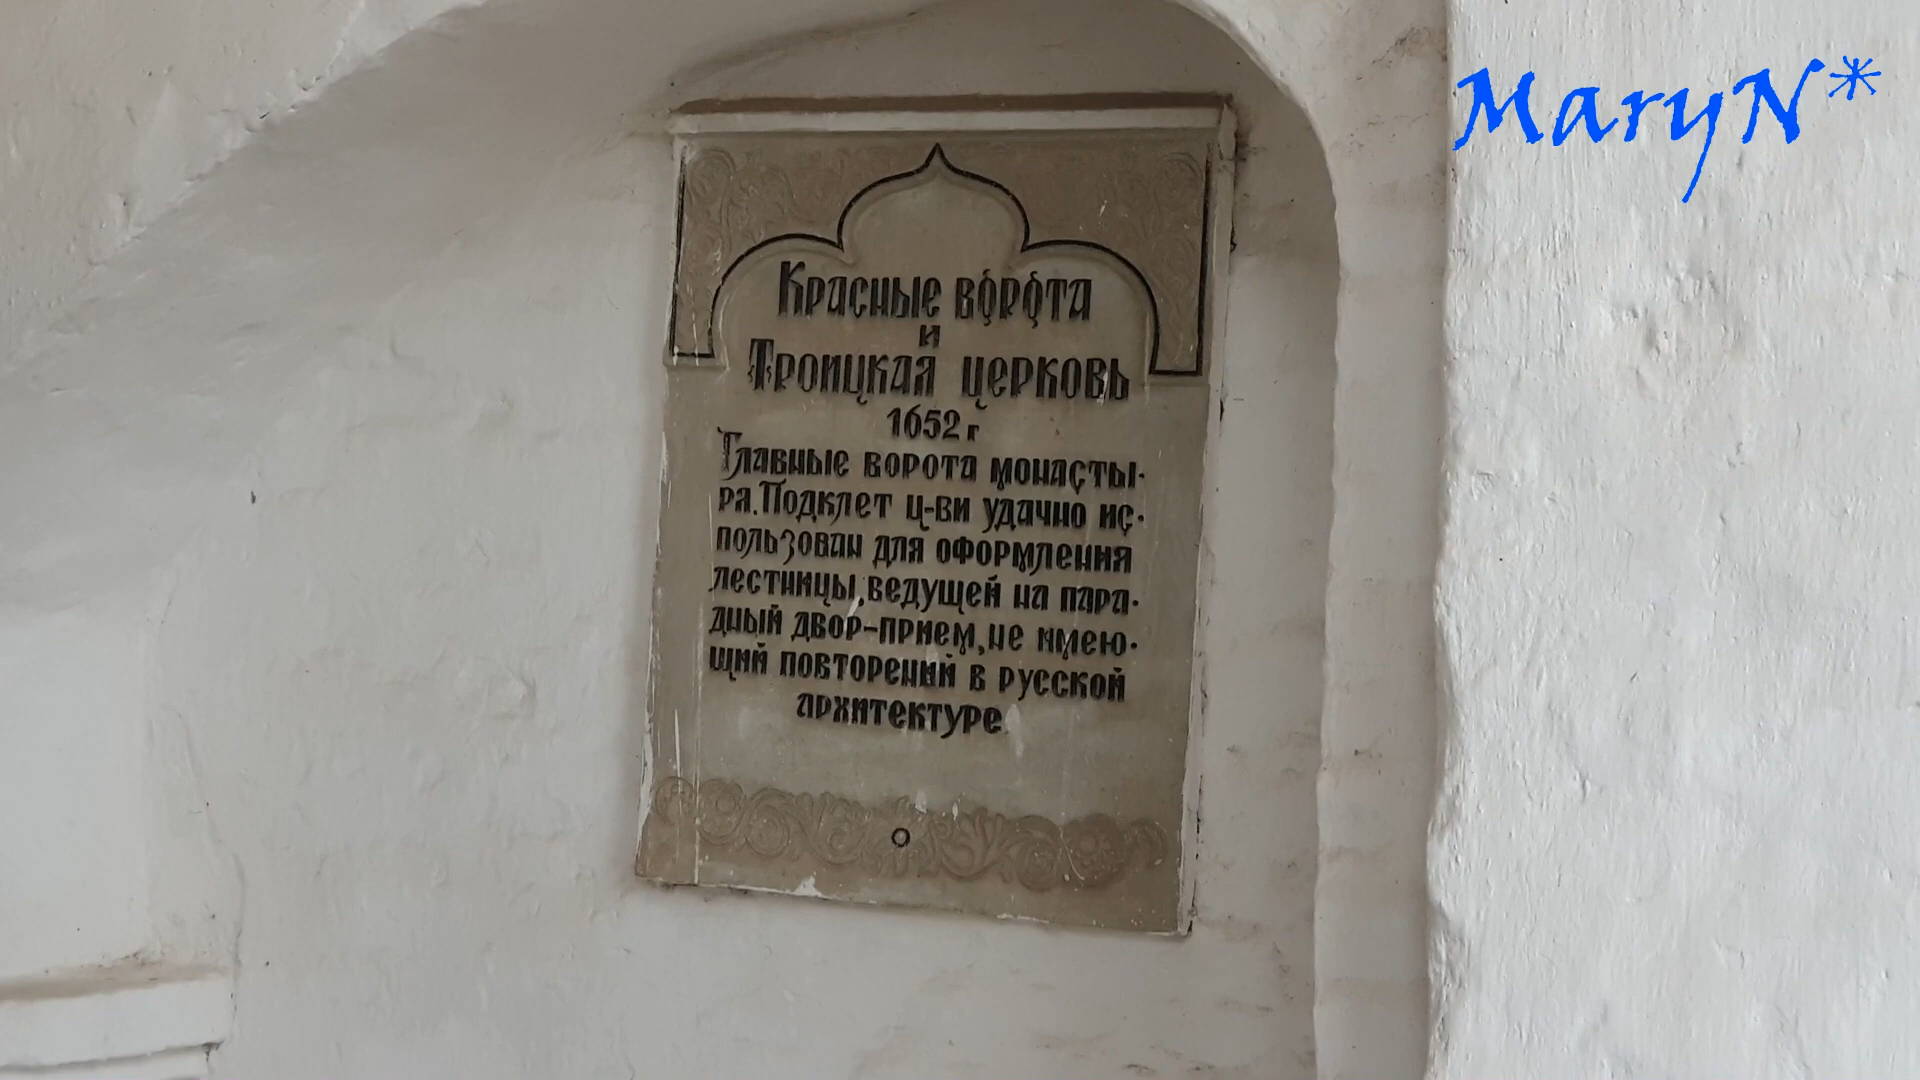 MaryN*
Красные ворота
и
Троицкая церковь
1652 г
Главные ворота монасты-
ря. Подклет ц-ви удачно ис-
пользован для оформления
лестницы, ведущей на пара-
дный двор-прием, не имею-
щий повторений в русской
архитектуре